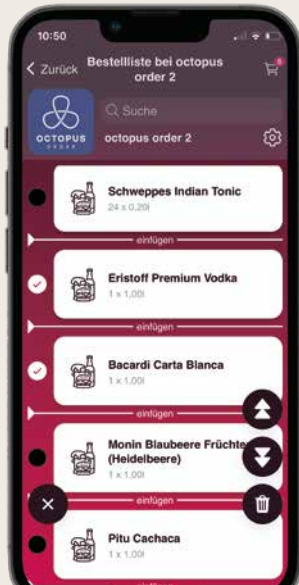 10:50
Zurück
Bestellliste bei octopus
order 2
Suche
OCTOPUS
ORDER
octopus order 2
Schweppes Indian Tonic
24 x 0,20l
einfügen
Eristoff Premium Vodka
1 x 1,00l
einfügen
Bacardi Carta Blanca
1 x 1,00l
einfügen
Monin Blaubeere Früchte
(Heidelbeere)
1 x 1,00l
einfügen
Pitu Cachaca
1 x 1,00l
einfügen